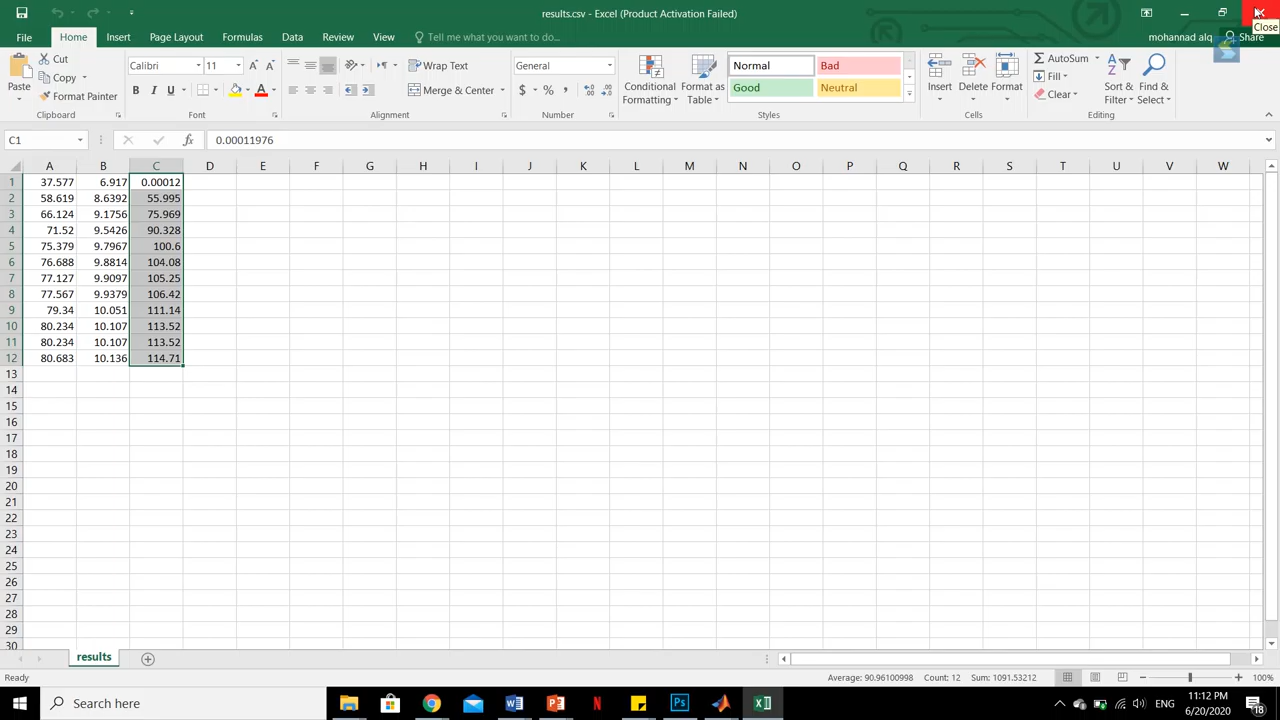 results.csv - Excel (Product Activation Failed)
Close
File Home Insert Page Layout Formulas Data Review View Tell me what you want to do... mohannad alq Share
Paste
Cut
Copy
Format Painter
Clipboard
Calibri 11
B I U
Font
Wrap Text
Merge & Center
Alignment
General
$ % ,
Number
Conditional Formatting
Format as Table
Normal Bad
Good Neutral
Styles
Insert Delete Format
Cells
AutoSum
Fill
Clear
Sort & Filter
Find & Select
Editing
C1 fx 0.00011976
A B C D E F G H I J K L M N O P Q R S T U V W
1 37.577 6.917 0.00012
2 58.619 8.6392 55.995
3 66.124 9.1756 75.969
4 71.52 9.5426 90.328
5 75.379 9.7967 100.6
6 76.688 9.8814 104.08
7 77.127 9.9097 105.25
8 77.567 9.9379 106.42
9 79.34 10.051 111.14
10 80.234 10.107 113.52
11 80.234 10.107 113.52
12 80.683 10.136 114.71
13
14
15
16
17
18
19
20
21
22
23
24
25
26
27
28
29
30
results
Ready Average: 90.96100998 Count: 12 Sum: 1091.53212 100%
Search here ENG 11:12 PM
6/20/2020 18